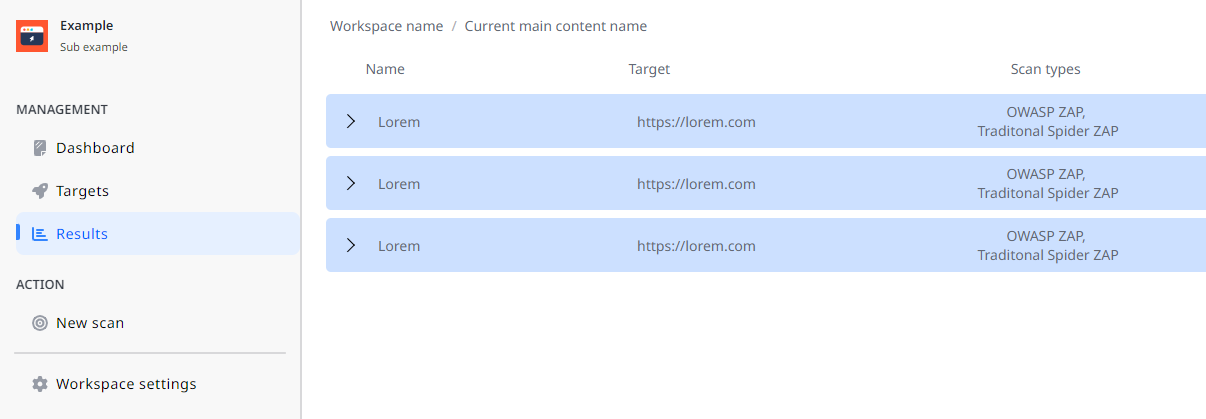 Example
Sub example
MANAGEMENT
Dashboard
Targets
Results
ACTION
New scan
Workspace settings
Workspace name / Current main content name
Name Target Scan types
Lorem https://lorem.com OWASP ZAP,
Traditonal Spider ZAP
Lorem https://lorem.com OWASP ZAP,
Traditonal Spider ZAP
Lorem https://lorem.com OWASP ZAP,
Traditonal Spider ZAP